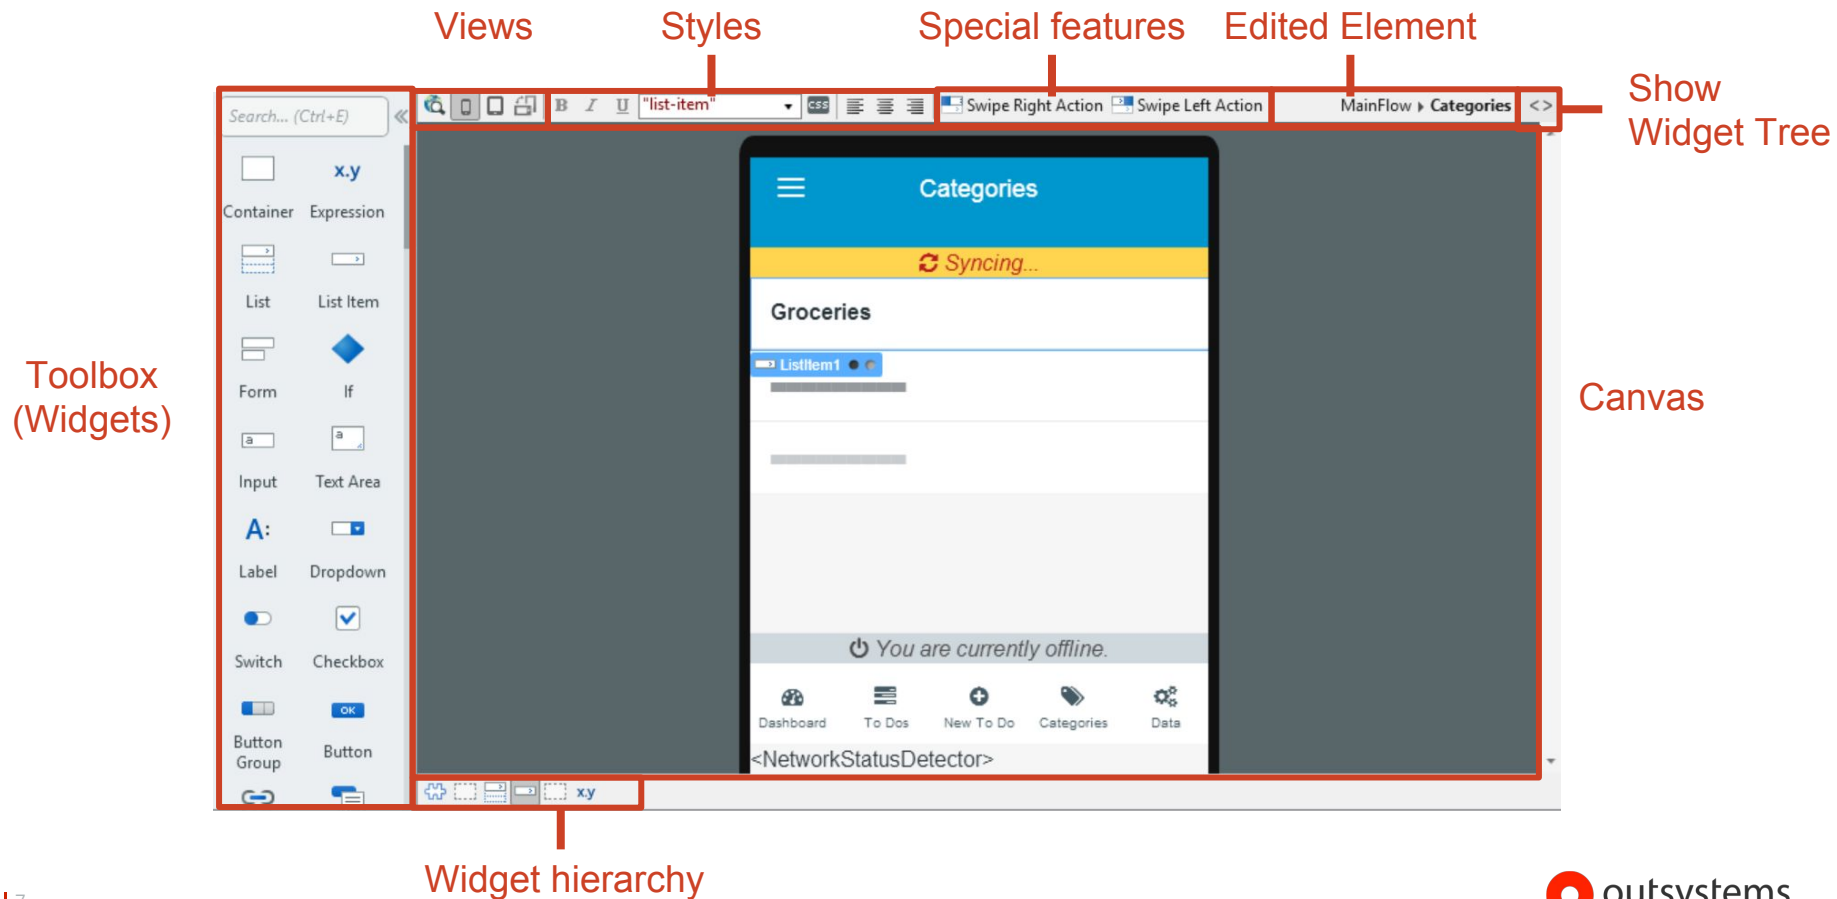 Views Styles Special features Edited Element
Show
Widget Tree
Search... (Ctrl+E)
B I U "list-item" css Swipe Right Action Swipe Left Action MainFlow Categories <>
x.y
Container Expression
List List Item
Form If
a a
Input Text Area
A:
Label Dropdown
Switch Checkbox
OK
Button
Group
Button
Toolbox
(Widgets)
Categories
Syncing...
Groceries
ListItem1
You are currently offline.
Dashboard To Dos New To Do Categories Data
<NetworkStatusDetector>
Canvas
x.y
Widget hierarchy
7
outsystems